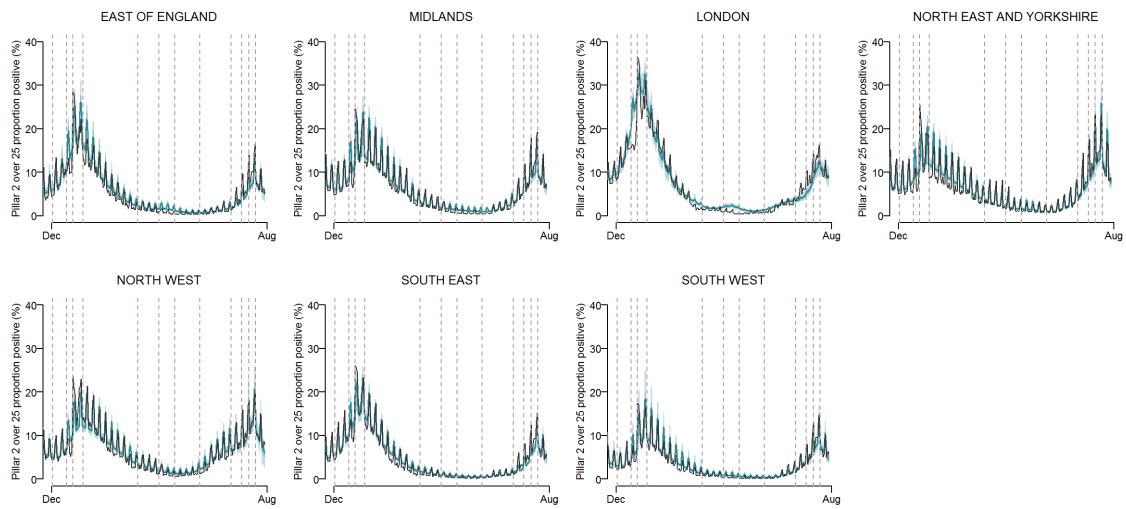 EAST OF ENGLAND
Pillar 2 over 25 proportion positive (%)
40
30
20
10
0
Dec
Aug
MIDLANDS
Pillar 2 over 25 proportion positive (%)
40
30
20
10
0
Dec
Aug
LONDON
Pillar 2 over 25 proportion positive (%)
40
30
20
10
0
Dec
Aug
NORTH EAST AND YORKSHIRE
Pillar 2 over 25 proportion positive (%)
40
30
20
10
0
Dec
Aug
NORTH WEST
Pillar 2 over 25 proportion positive (%)
40
30
20
10
0
Dec
Aug
SOUTH EAST
Pillar 2 over 25 proportion positive (%)
40
30
20
10
0
Dec
Aug
SOUTH WEST
Pillar 2 over 25 proportion positive (%)
40
30
20
10
0
Dec
Aug